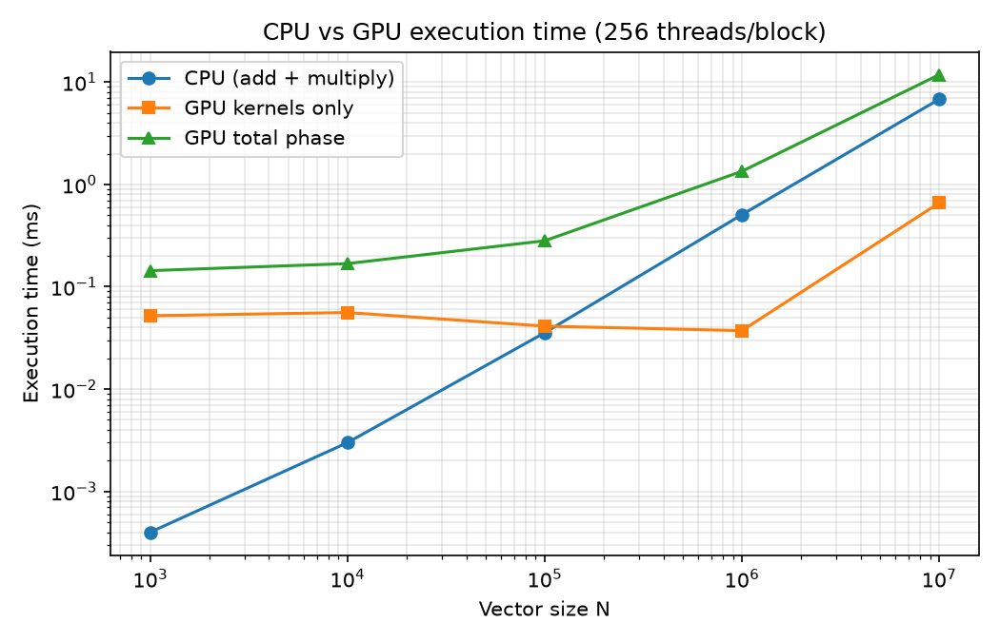 CPU vs GPU execution time (256 threads/block)
CPU (add + multiply)
GPU kernels only
GPU total phase
Execution time (ms)
10¹
10⁰
10⁻¹
10⁻²
10⁻³
10³ 10⁴ 10⁵ 10⁶ 10⁷
Vector size N